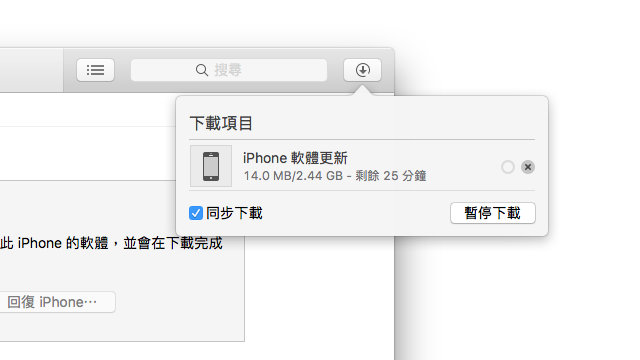 搜尋
下載項目
iPhone 軟體更新
14.0 MB/2.44 GB - 剩餘 25 分鐘
同步下載
暫停下載
此 iPhone 的軟體，並會在下載完成
回復 iPhone⋯